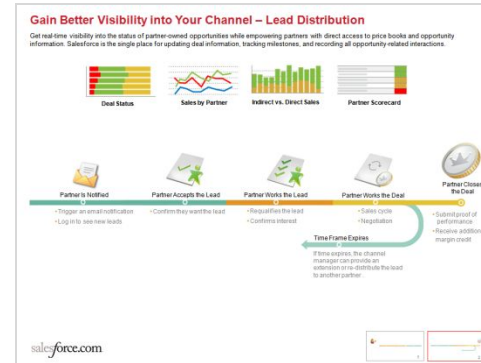 Gain Better Visibility into Your Channel – Lead Distribution
Get real-time visibility into the status of partner-owned opportunities while empowering partners with direct access to price books and opportunity
information. Salesforce is the single place for updating deal information, tracking milestones, and recording all opportunity-related interactions.
Deal Status
Sales by Partner
Indirect vs. Direct Sales
Partner Scorecard
Partner Is Notified
Partner Accepts the Lead
Partner Works the Lead
Partner Works the Deal
Partner Closes
the Deal
• Trigger an email notification
• Log in to see new leads
• Confirm they want the lead
• Requalifies the lead
• Confirms interest
• Sales cycle
• Negotiation
• Submit proof of
performance
• Receive addition
margin credit
Time Frame Expires
If time expires, the channel
manager can provide an
extension or re-distribute the lead
to another partner.
salesforce.com